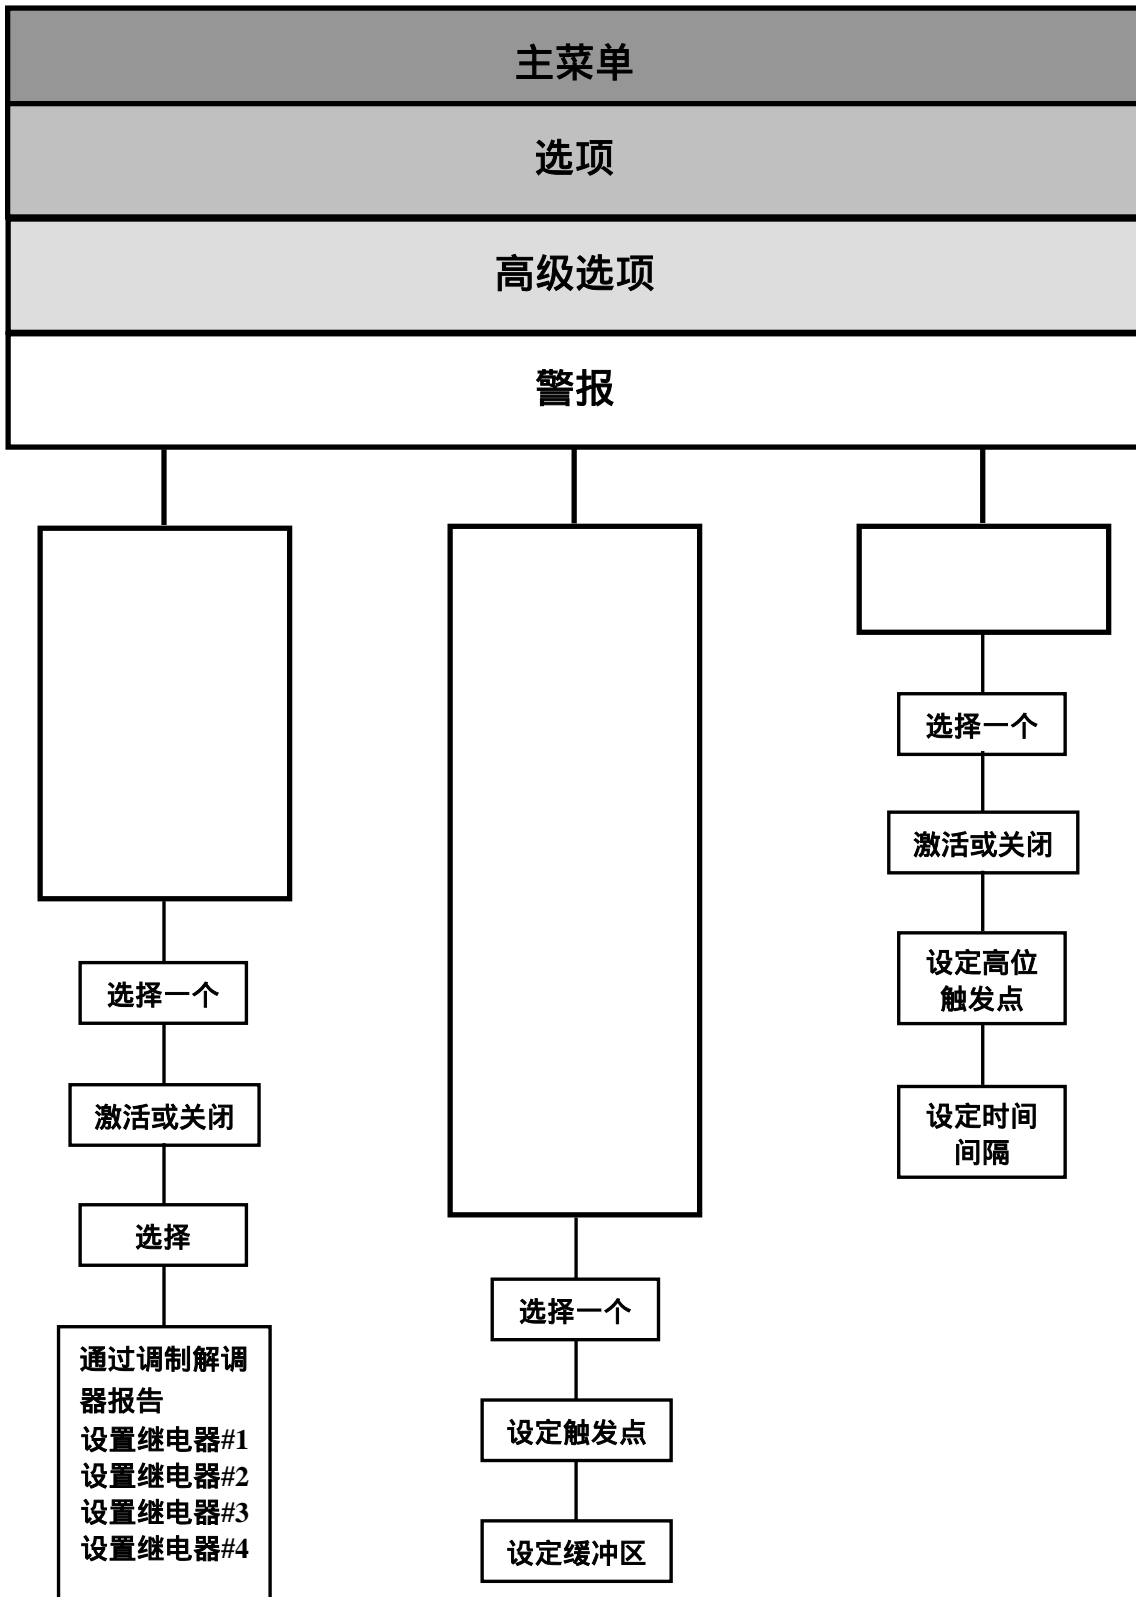 主菜单
选项
高级选项
警报
选择一个
激活或关闭
选择
通过调制解调
器报告
设置继电器#1
设置继电器#2
设置继电器#3
设置继电器#4
选择一个
设定触发点
设定缓冲区
选择一个
激活或关闭
设定高位
触发点
设定时间
间隔